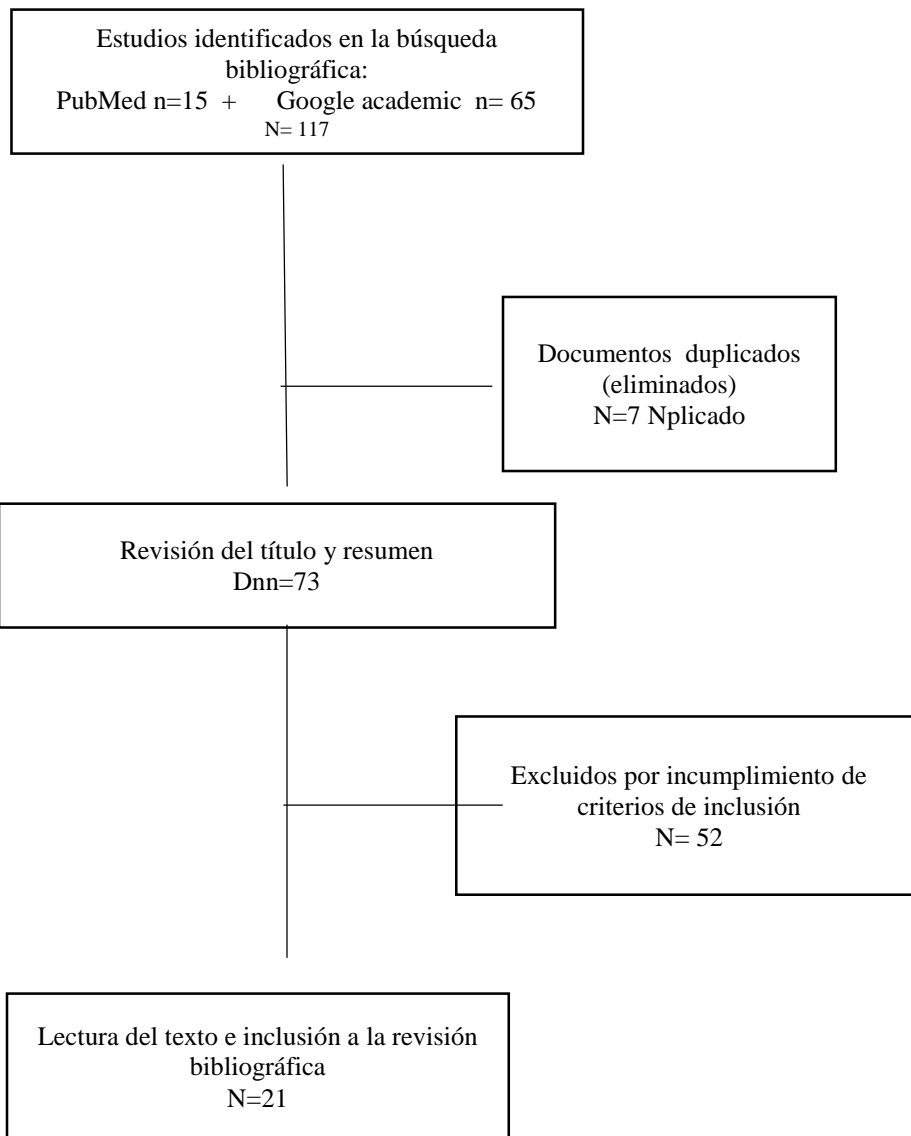 Estudios identificados en la búsqueda
bibliográfica:
PubMed n=15 + Google academic n= 65
N= 117
Documentos duplicados
(eliminados)
N=7 Nplicado
Revisión del título y resumen
Dnn=73
Excluidos por incumplimiento de
criterios de inclusión
N= 52
Lectura del texto e inclusión a la revisión
bibliográfica
N=21